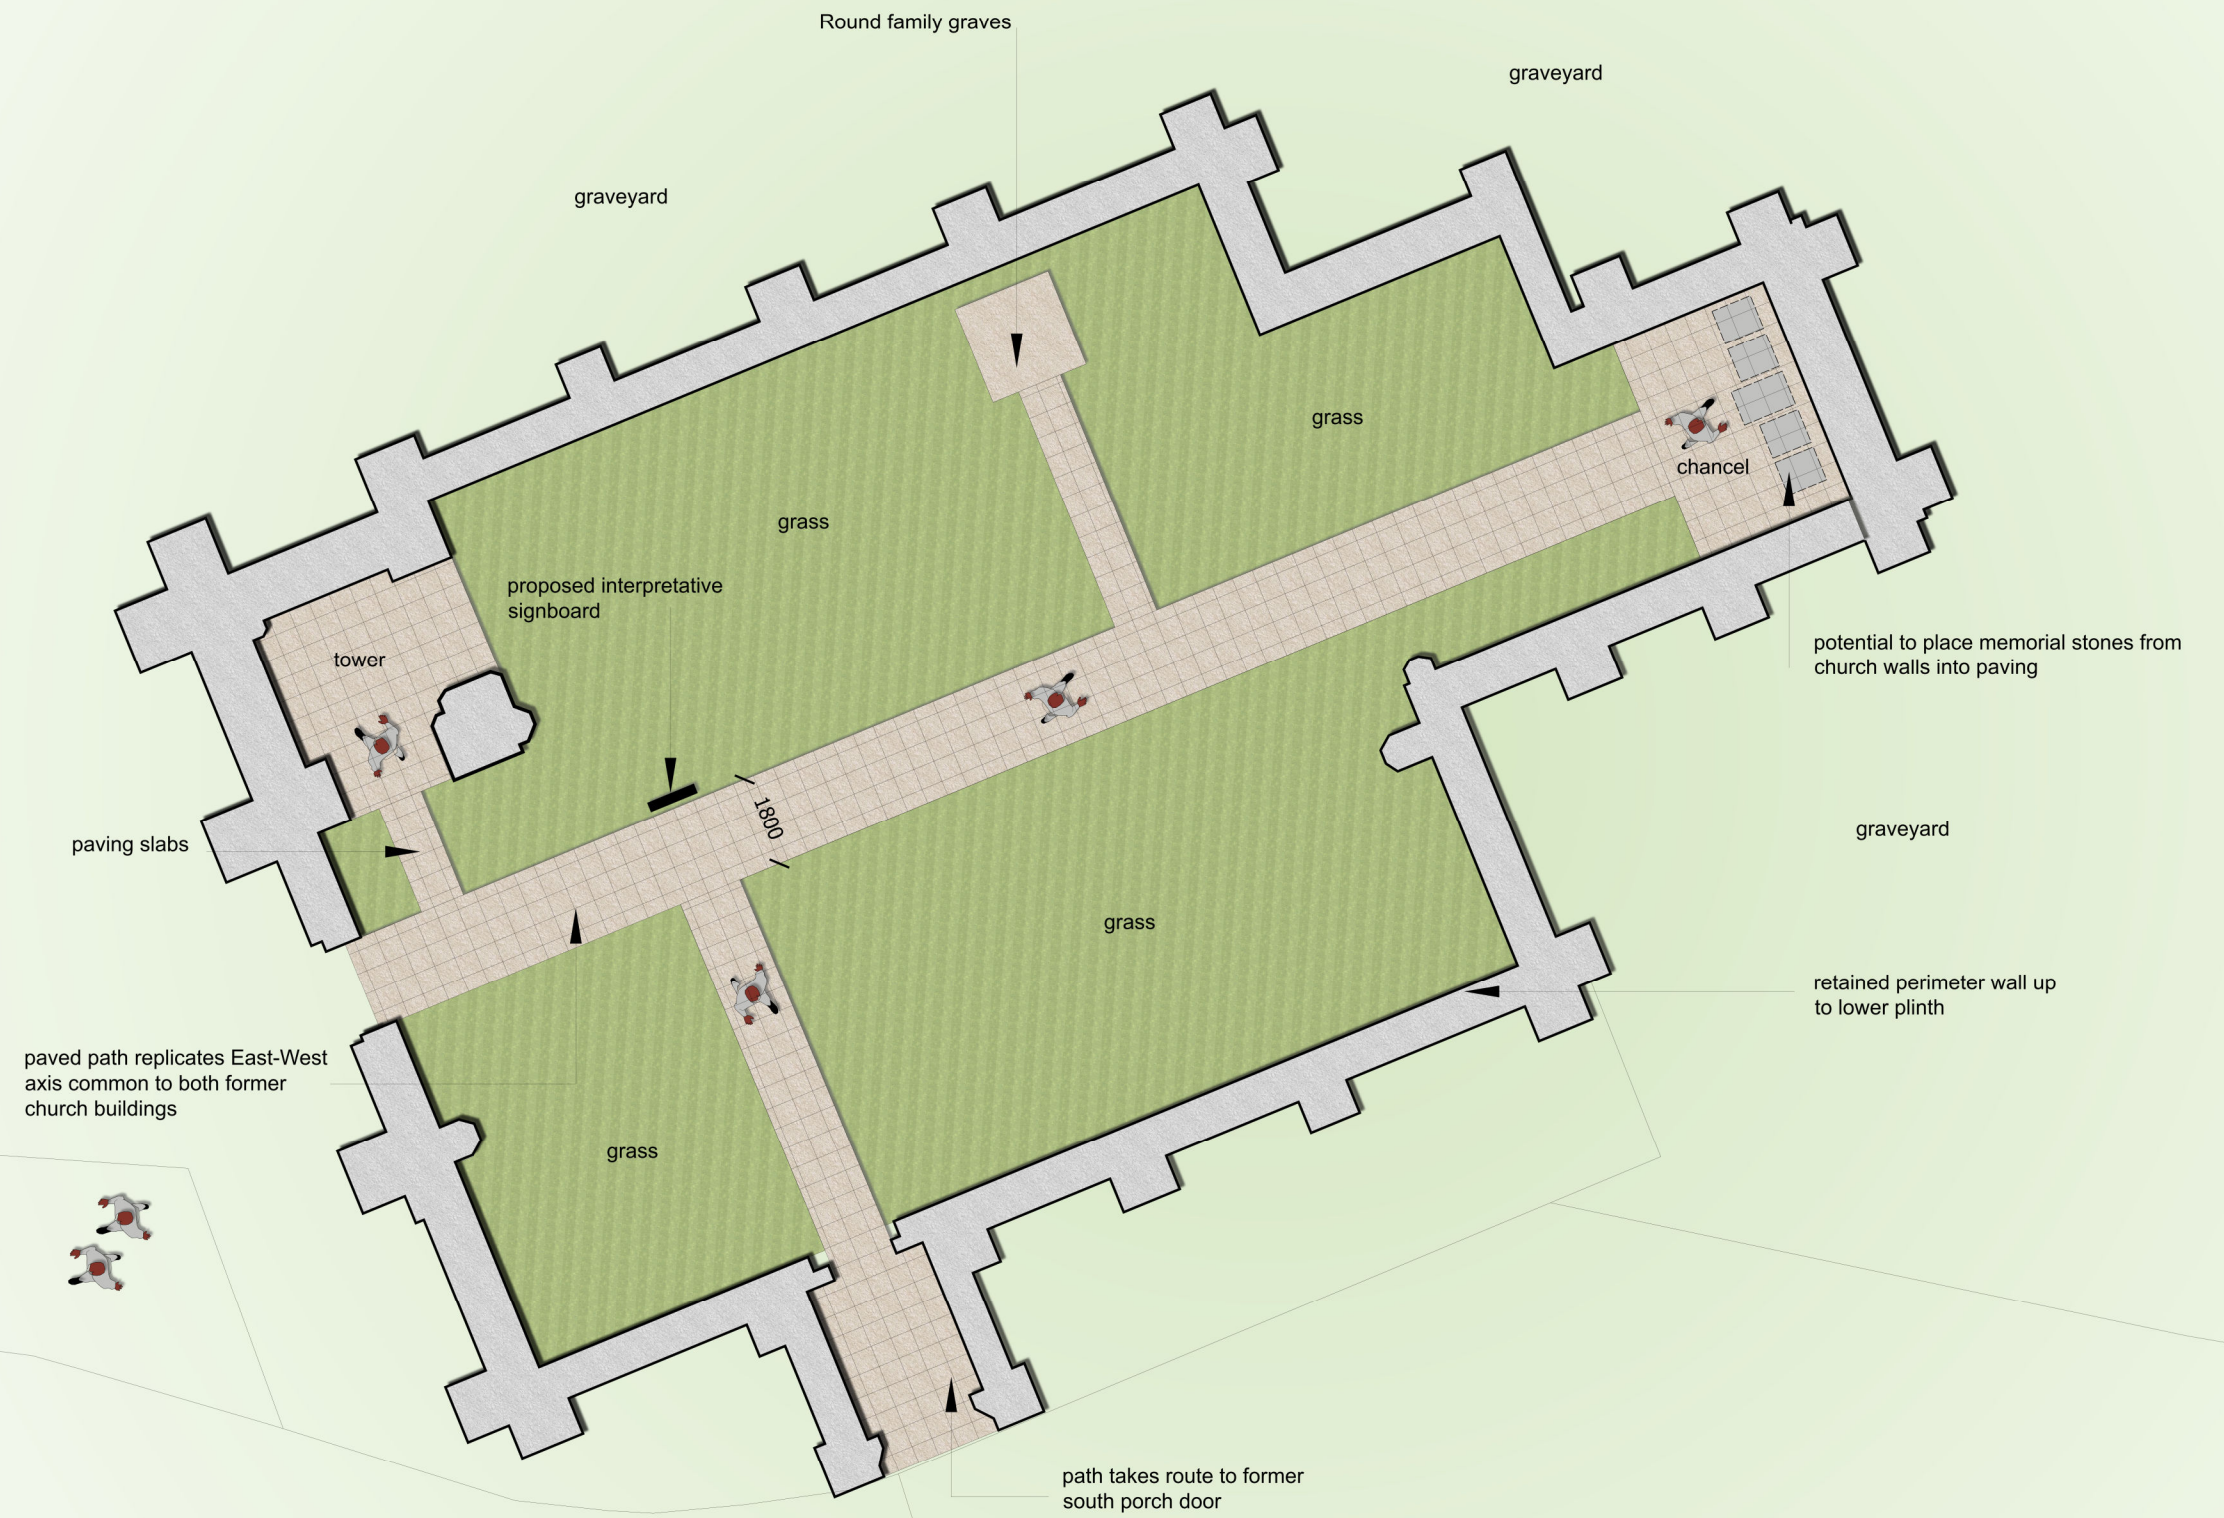 Round family graves
graveyard
graveyard
grass
chancel
grass
proposed interpretative
signboard
tower
potential to place memorial stones from
church walls into paving
1800
paving slabs
graveyard
grass
retained perimeter wall up
to lower plinth
paved path replicates East-West
axis common to both former
church buildings
grass
path takes route to former
south porch door